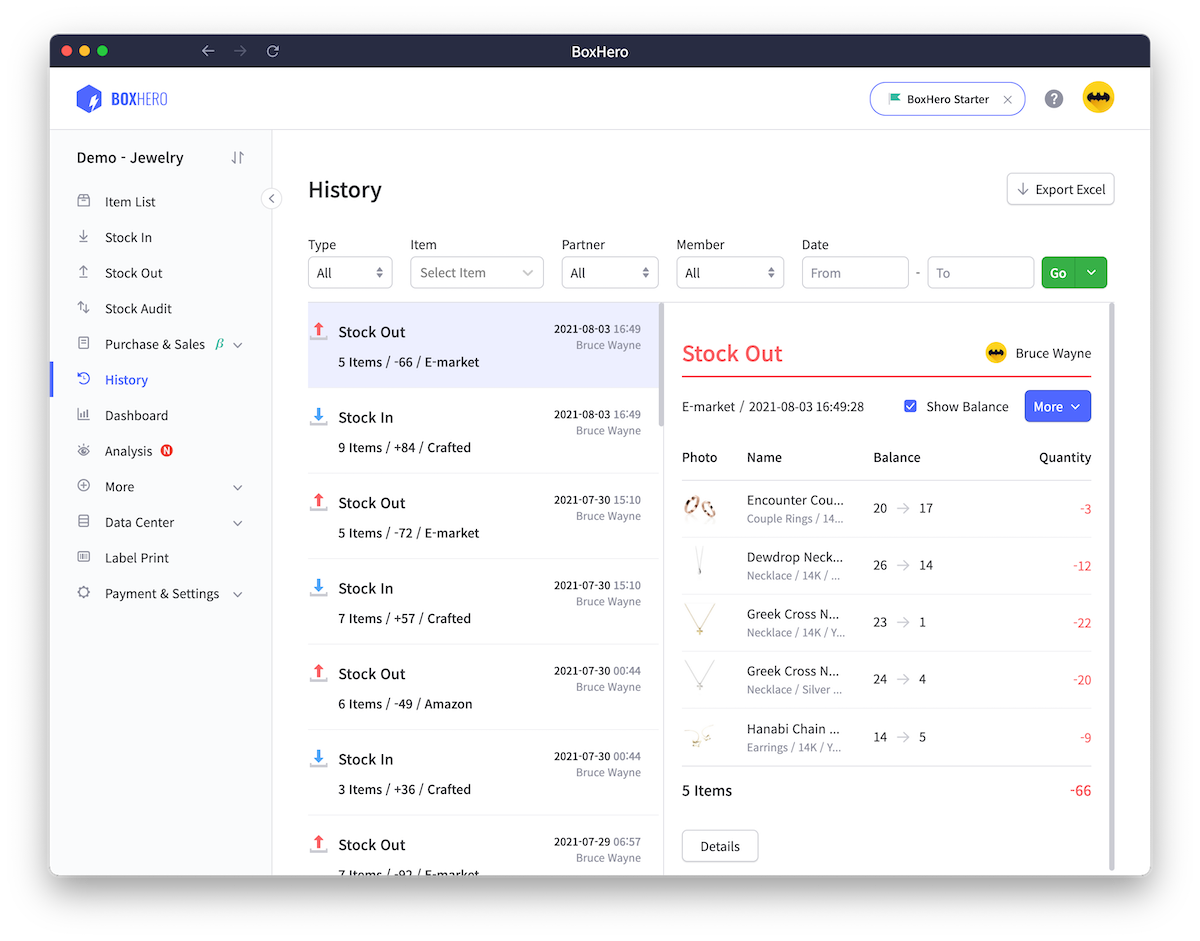 BoxHero
BOXHERO
BoxHero Starter
?
Demo - Jewelry
Item List
Stock In
Stock Out
Stock Audit
Purchase & Sales β
History
Dashboard
Analysis N
More
Data Center
Label Print
Payment & Settings
History
Export Excel
Type Item Partner Member Date
All Select Item All All From - To Go
Stock Out 2021-08-03 16:49
Bruce Wayne
5 Items / -66 / E-market
Stock In 2021-08-03 16:49
Bruce Wayne
9 Items / +84 / Crafted
Stock Out 2021-07-30 15:10
Bruce Wayne
5 Items / -72 / E-market
Stock In 2021-07-30 15:10
Bruce Wayne
7 Items / +57 / Crafted
Stock Out 2021-07-30 00:44
Bruce Wayne
6 Items / -49 / Amazon
Stock In 2021-07-30 00:44
Bruce Wayne
3 Items / +36 / Crafted
Stock Out 2021-07-29 06:57
Bruce Wayne
7 Items / -92 / E-market
Stock Out Bruce Wayne
E-market / 2021-08-03 16:49:28 Show Balance More
Photo Name Balance Quantity
Encounter Cou...
Couple Rings / 14...
20 → 17 -3
Dewdrop Neck...
Necklace / 14K / ...
26 → 14 -12
Greek Cross N...
Necklace / 14K / Y...
23 → 1 -22
Greek Cross N...
Necklace / Silver ...
24 → 4 -20
Hanabi Chain ...
Earrings / 14K / Y...
14 → 5 -9
5 Items -66
Details